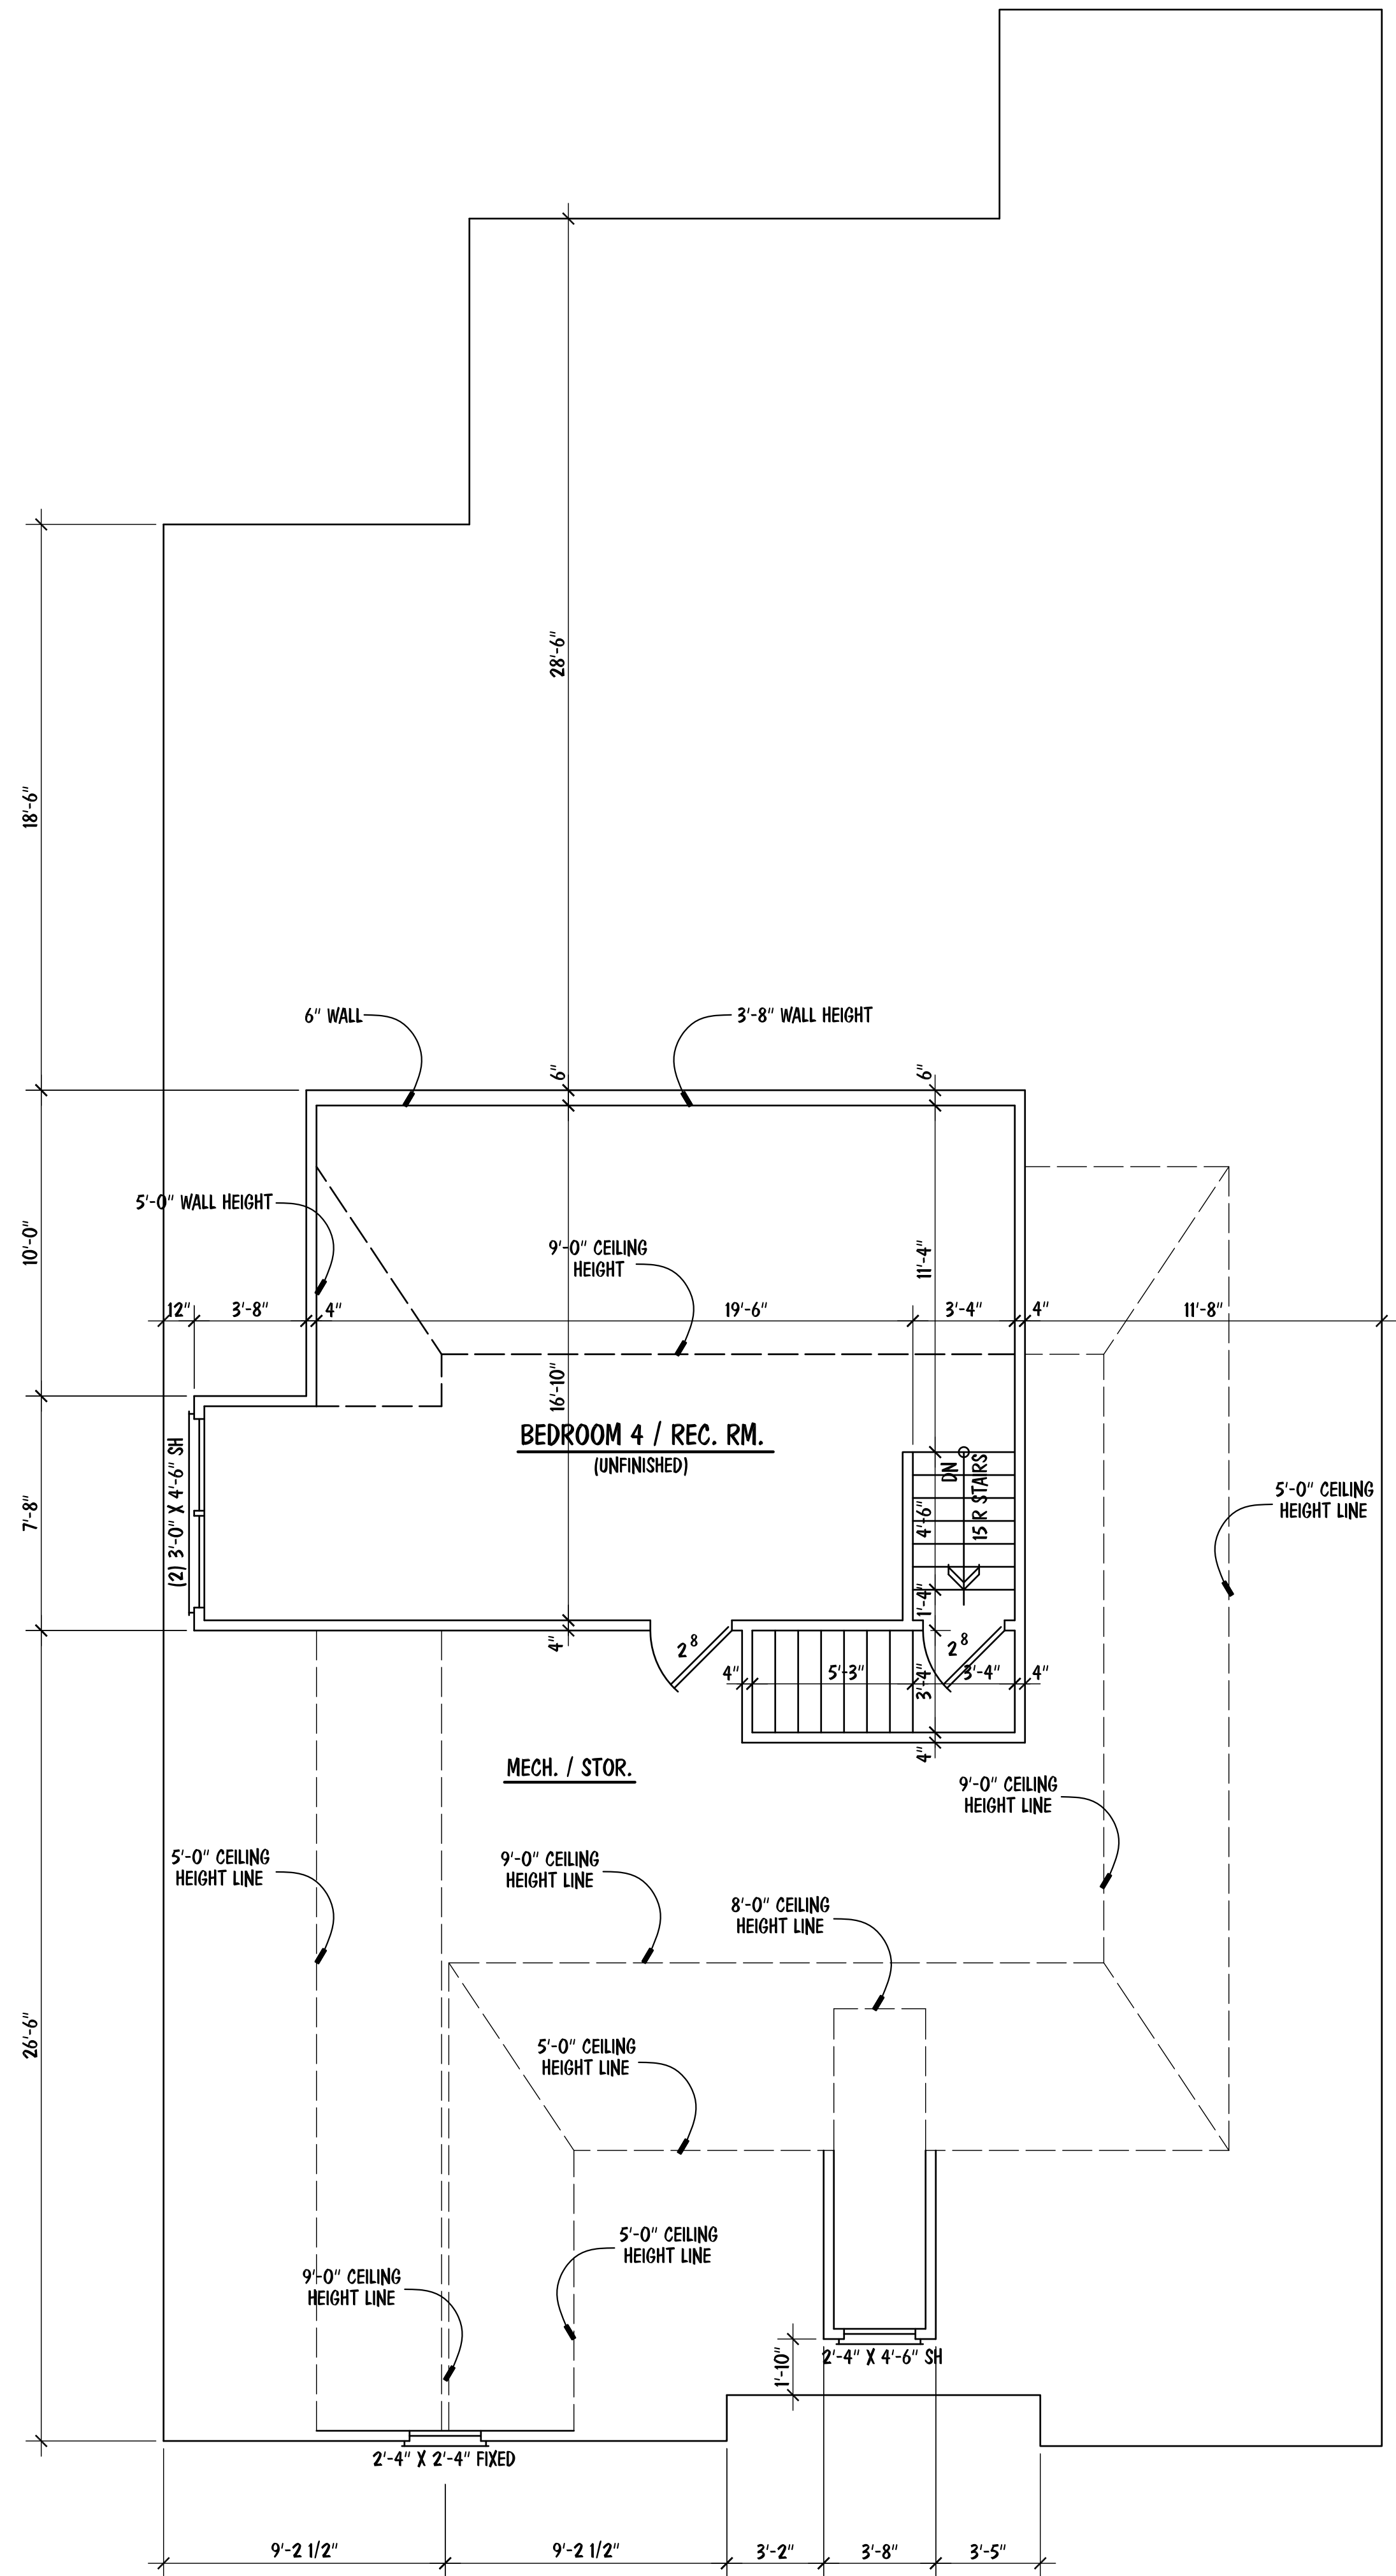 28'-6"
18'-6"
6" WALL
3'-8" WALL HEIGHT
6"
6"
5'-0" WALL HEIGHT
10'-0"
9'-0" CEILING
HEIGHT
11'-4"
12"
3'-8"
4"
19'-6"
3'-4"
4"
11'-8"
16'-10"
BEDROOM 4 / REC. RM.
(UNFINISHED)
(2) 3'-0" X 4'-6" SH
7'-8"
DN
15 R STAIRS
4'-6"
5'-0" CEILING
HEIGHT LINE
1'-4"
4"
2 8
2 8
4"
5'-3"
3'-4"
3'-4"
4"
4"
MECH. / STOR.
9'-0" CEILING
HEIGHT LINE
5'-0" CEILING
HEIGHT LINE
9'-0" CEILING
HEIGHT LINE
8'-0" CEILING
HEIGHT LINE
26'-6"
5'-0" CEILING
HEIGHT LINE
5'-0" CEILING
HEIGHT LINE
9'-0" CEILING
HEIGHT LINE
1'-10"
2'-4" X 4'-6" SH
2'-4" X 2'-4" FIXED
9'-2 1/2"
9'-2 1/2"
3'-2"
3'-8"
3'-5"